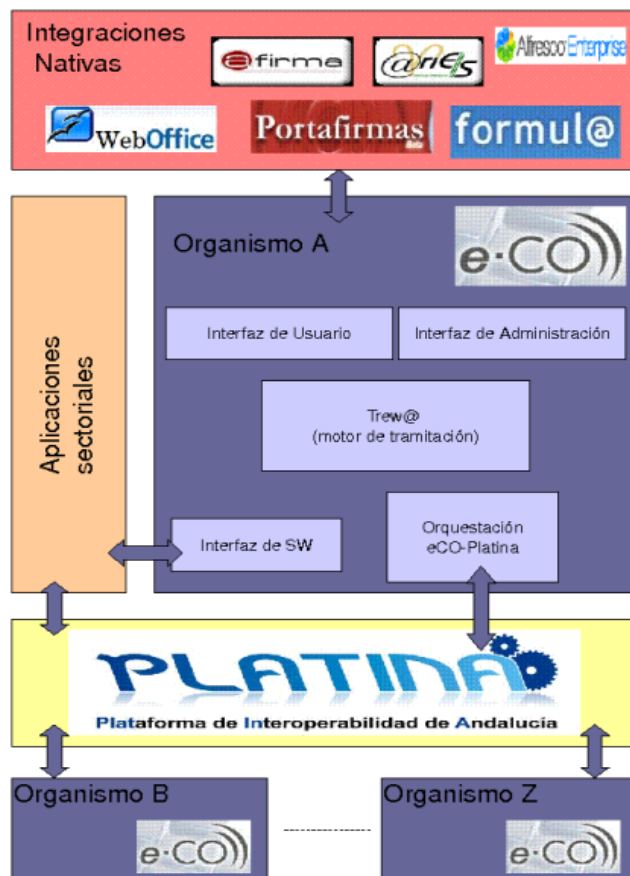 Integraciones
Nativas
@firma
@ries
Alfresco Enterprise
WebOffice
Portafirmas
Beta
formul@
Aplicaciones
sectoriales
Organismo A
e·CO
Interfaz de Usuario
Interfaz de Administración
Trew@
(motor de tramitación)
Interfaz de SW
Orquestación
eCO-Platina
PLATINA
Plataforma de Interoperabilidad de Andalucía
Organismo B
e·CO
Organismo Z
e·CO